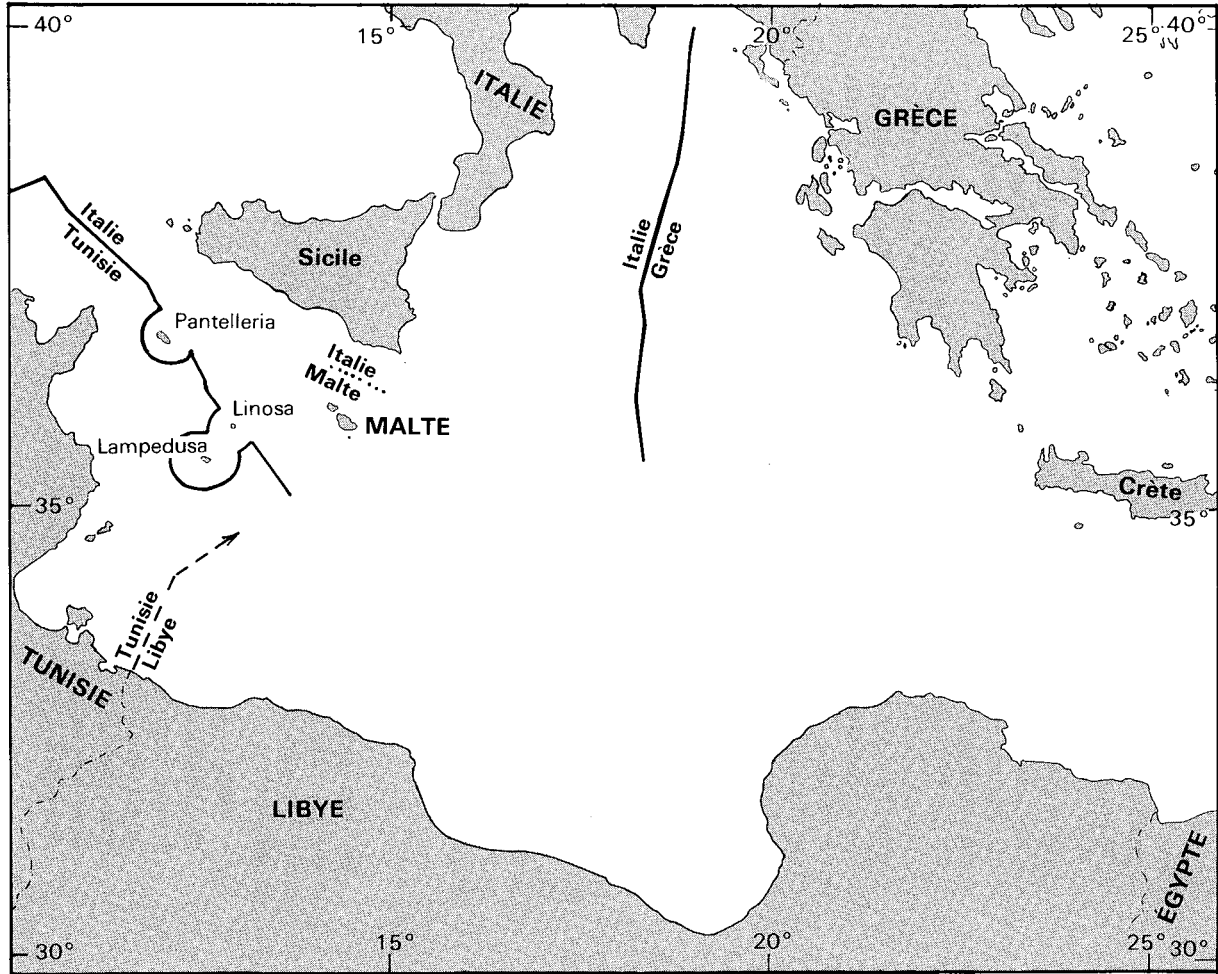 40°
15°
20°
25°
40°
ITALIE
GRÈCE
Italie
Tunisie
Sicile
Italie
Grèce
Pantelleria
Italie
Malte
Linosa
MALTE
Lampedusa
Crète
35°
35°
Tunisie
Libye
TUNISIE
LIBYE
ÉGYPTE
30°
15°
20°
25°
30°